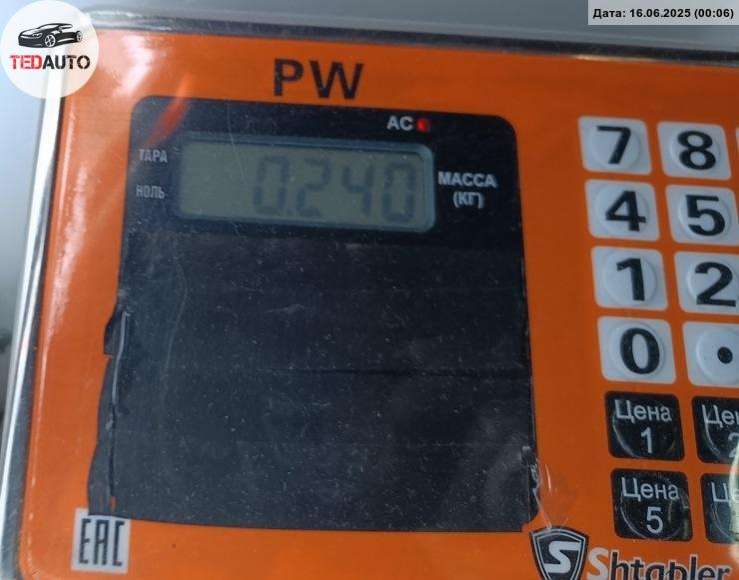 Дата: 16.06.2025 (00:06)
TEDAUTO
PW
AC
ТАРА
НОЛЬ
0.240
МАССА
(КГ)
7 8
4 5
1 2
0 .
Цена
1
Цена
5
EAC
S Shtabler